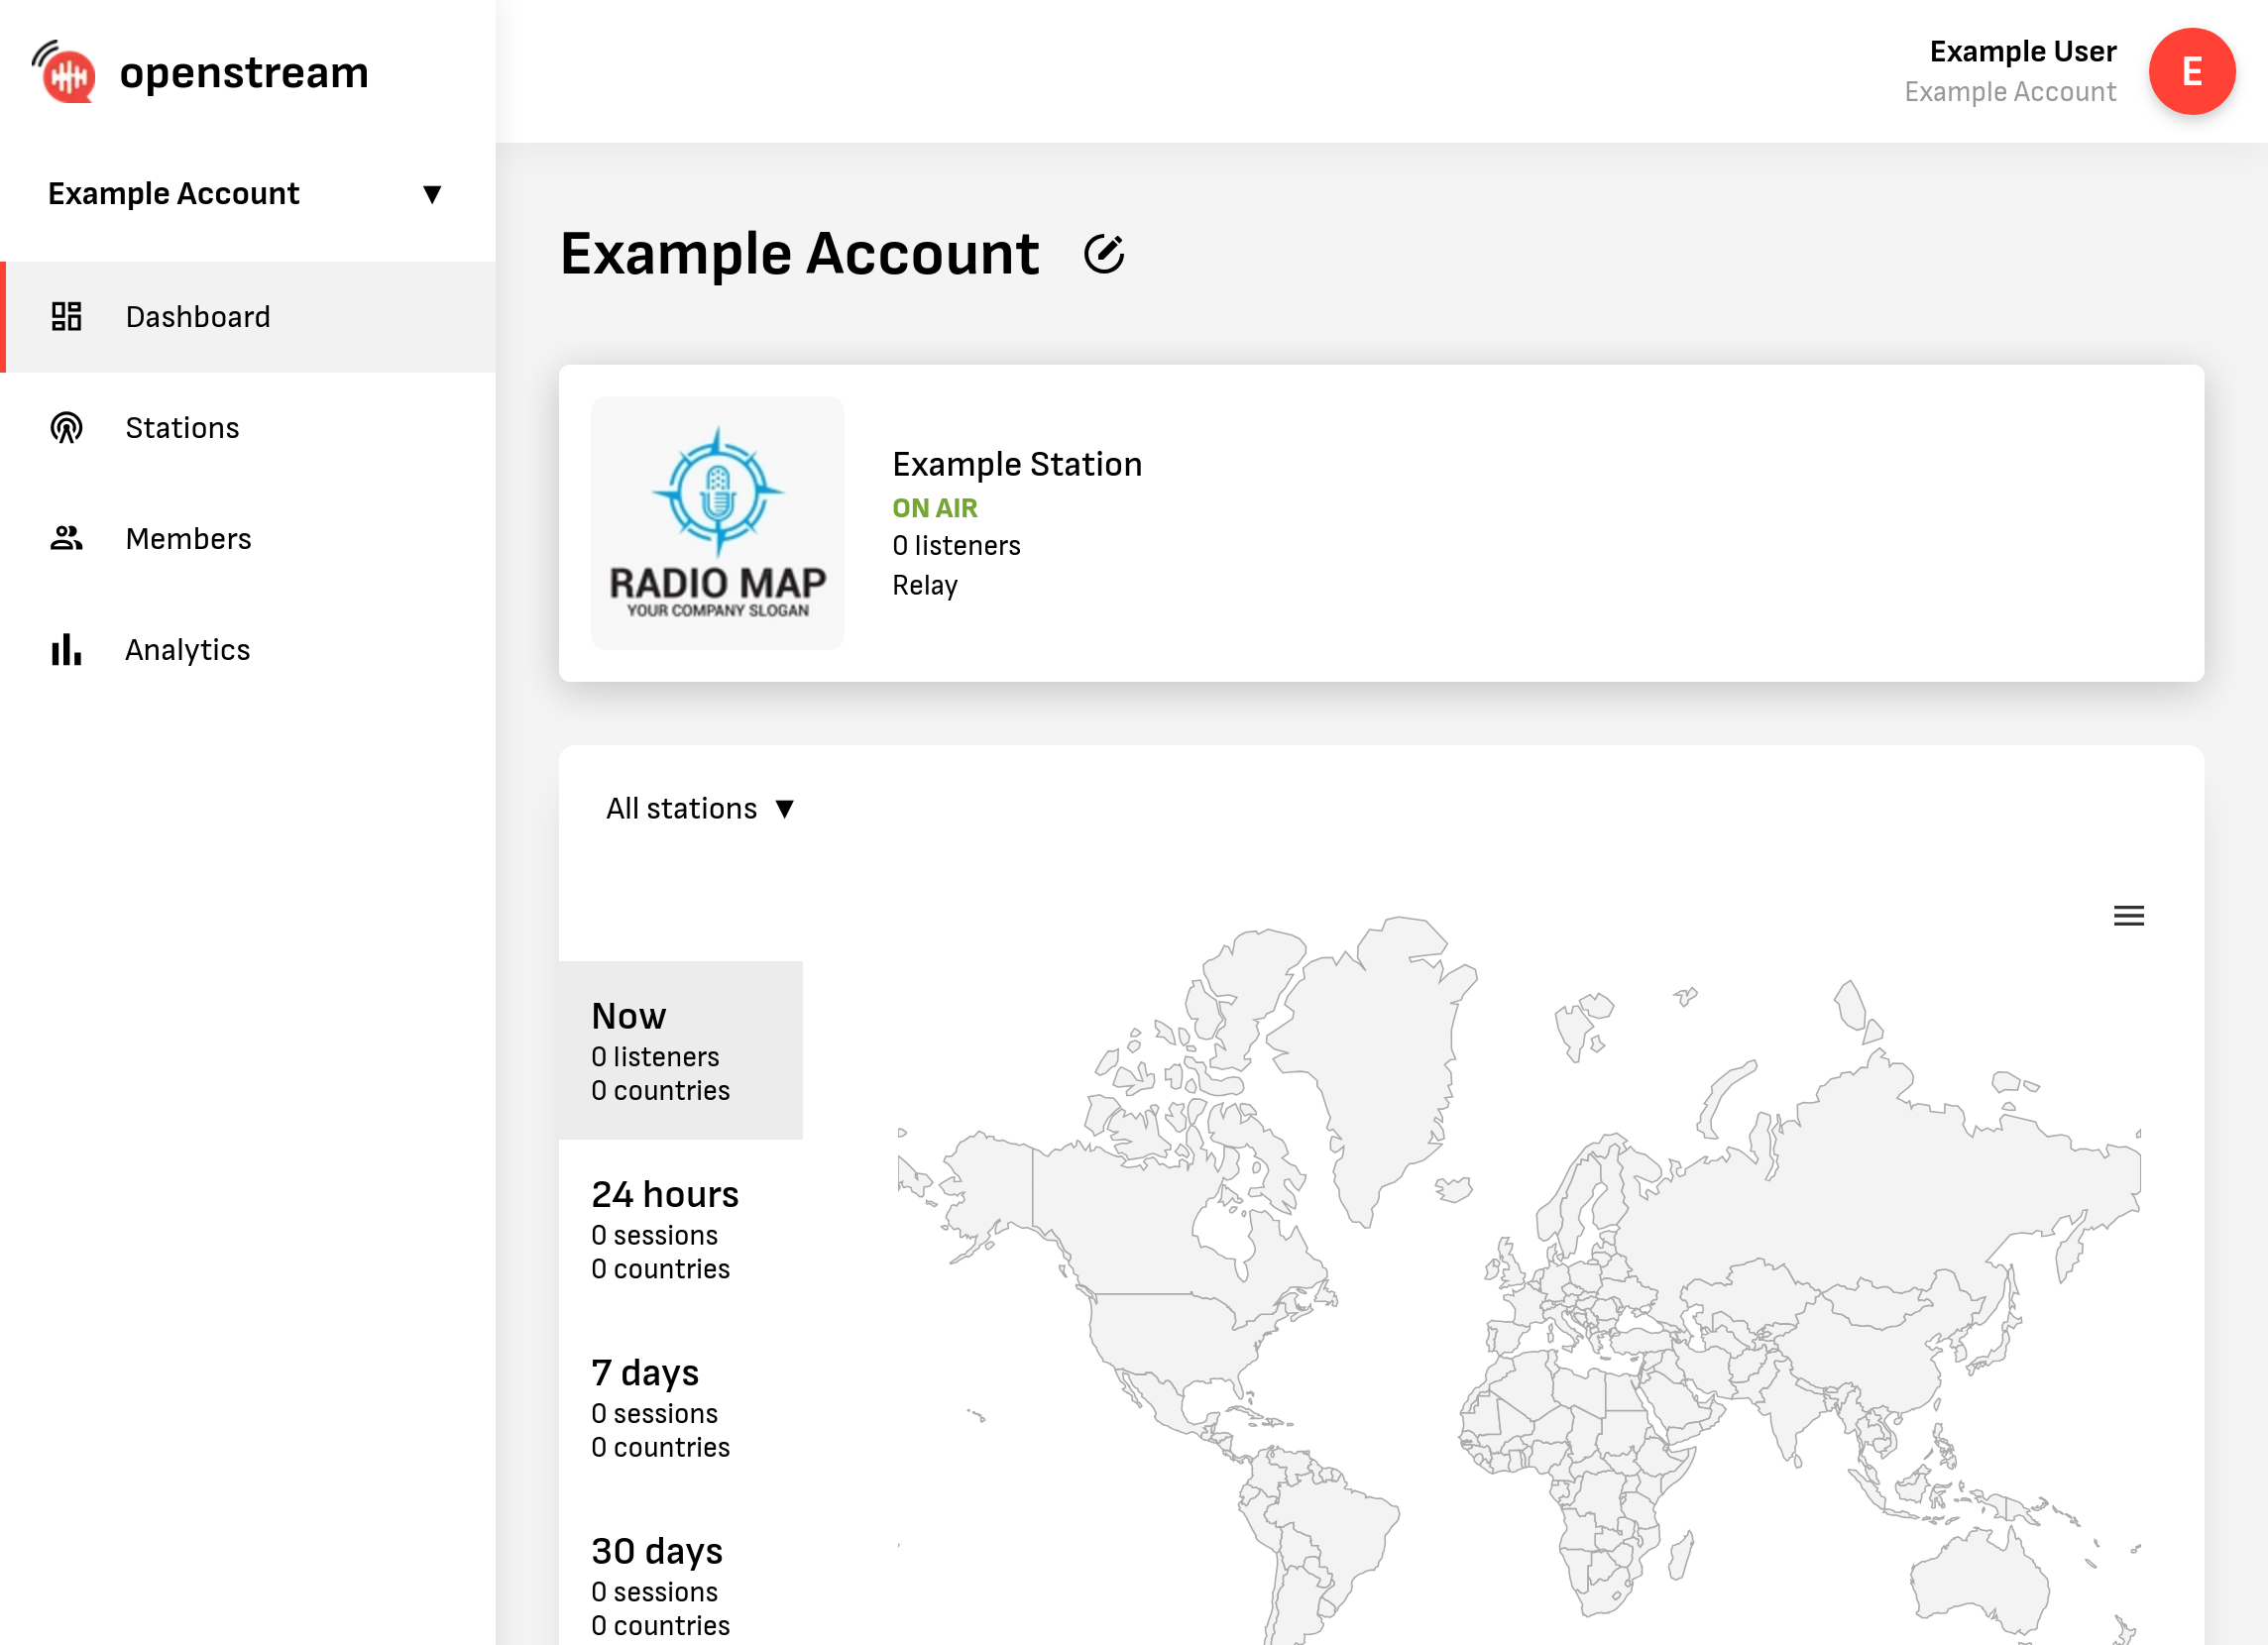 openstream
Example User
Example Account
E
Example Account ▼
Dashboard
Stations
Members
Analytics
Example Account
RADIO MAP
YOUR COMPANY SLOGAN
Example Station
ON AIR
0 listeners
Relay
All stations ▼
Now
0 listeners
0 countries
24 hours
0 sessions
0 countries
7 days
0 sessions
0 countries
30 days
0 sessions
0 countries